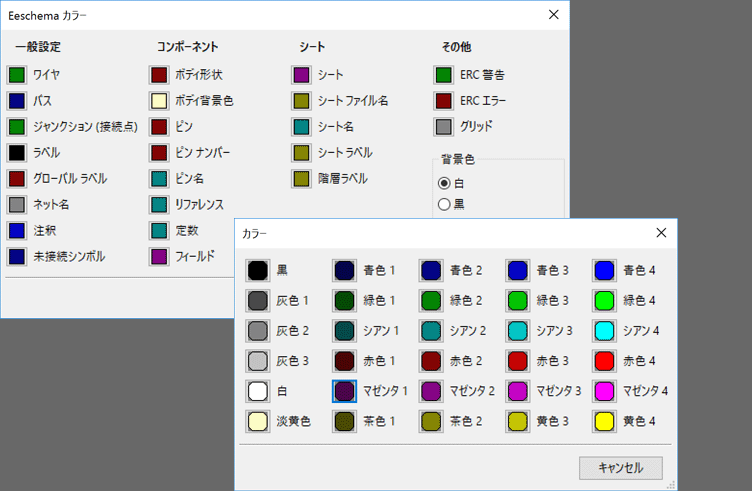 Eeschema カラー
一般設定 コンポーネント シート その他
ワイヤ ボディ形状 シート ERC 警告
バス ボディ背景色 シート ファイル名 ERC エラー
ジャンクション (接続点) ピン シート名 グリッド
ラベル ピン ナンバー シート ラベル 背景色
グローバル ラベル ピン名 階層ラベル 白
ネット名 リファレンス 黒
注釈 定数
未接続シンボル フィールド
カラー
黒 青色 1 青色 2 青色 3 青色 4
灰色 1 緑色 1 緑色 2 緑色 3 緑色 4
灰色 2 シアン 1 シアン 2 シアン 3 シアン 4
灰色 3 赤色 1 赤色 2 赤色 3 赤色 4
白 マゼンタ 1 マゼンタ 2 マゼンタ 3 マゼンタ 4
淡黄色 茶色 1 茶色 2 黄色 3 黄色 4
キャンセル